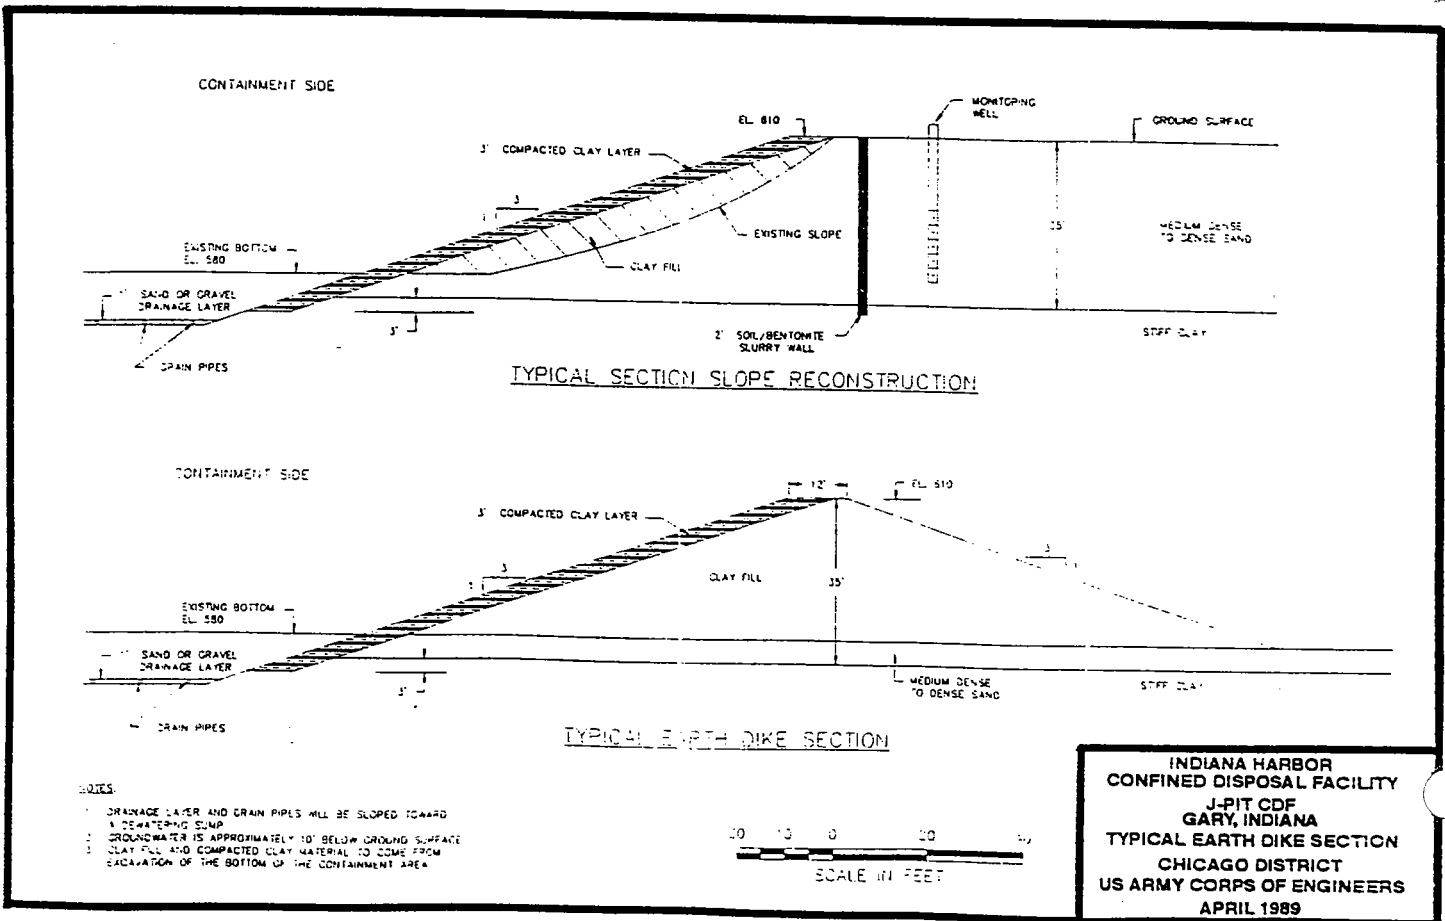 CONTAINMENT SIDE
EL. 610
MONITORING
WELL
GROUND SURFACE
3' COMPACTED CLAY LAYER
3
1
EXISTING BOTTOM
EL. 580
EXISTING SLOPE
35'
MEDIUM DENSE
TO DENSE SAND
CLAY FILL
1' SAND OR GRAVEL
DRAINAGE LAYER
3'
2' SOIL/BENTONITE
SLURRY WALL
STIFF CLAY
DRAIN PIPES
TYPICAL SECTION SLOPE RECONSTRUCTION
CONTAINMENT SIDE
12'
EL. 610
3' COMPACTED CLAY LAYER
3
3
1
CLAY FILL
35'
EXISTING BOTTOM
EL. 580
SAND OR GRAVEL
DRAINAGE LAYER
3'
MEDIUM DENSE
TO DENSE SAND
STIFF CLAY
DRAIN PIPES
TYPICAL EARTH DIKE SECTION
NOTES:
1 DRAINAGE LAYER AND DRAIN PIPES WILL BE SLOPED TOWARD
A DEWATERING SUMP
2 GROUNDWATER IS APPROXIMATELY 10' BELOW GROUND SURFACE
3 CLAY FILL AND COMPACTED CLAY MATERIAL TO COME FROM
EXCAVATION OF THE BOTTOM OF THE CONTAINMENT AREA
10 0 20
SCALE IN FEET
INDIANA HARBOR
CONFINED DISPOSAL FACILITY
J-PIT CDF
GARY, INDIANA
TYPICAL EARTH DIKE SECTION
CHICAGO DISTRICT
US ARMY CORPS OF ENGINEERS
APRIL 1989